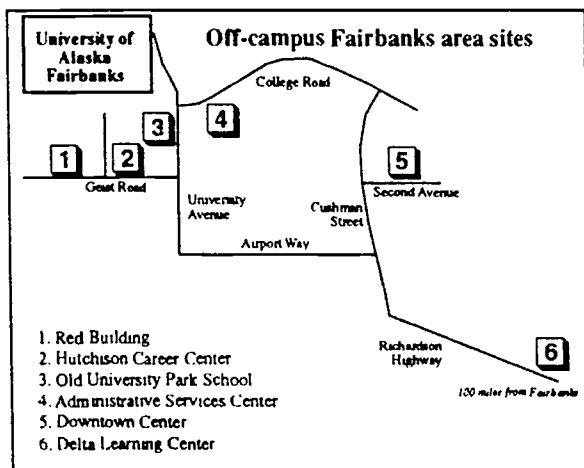 University of
Alaska
Fairbanks
Off-campus Fairbanks area sites
College Road
3
4
1
2
5
Geist Road
Second Avenue
University
Avenue
Cushman
Street
Airport Way
Richardson
Highway
6
100 miles from Fairbanks
1. Red Building
2. Hutchison Career Center
3. Old University Park School
4. Administrative Services Center
5. Downtown Center
6. Delta Learning Center